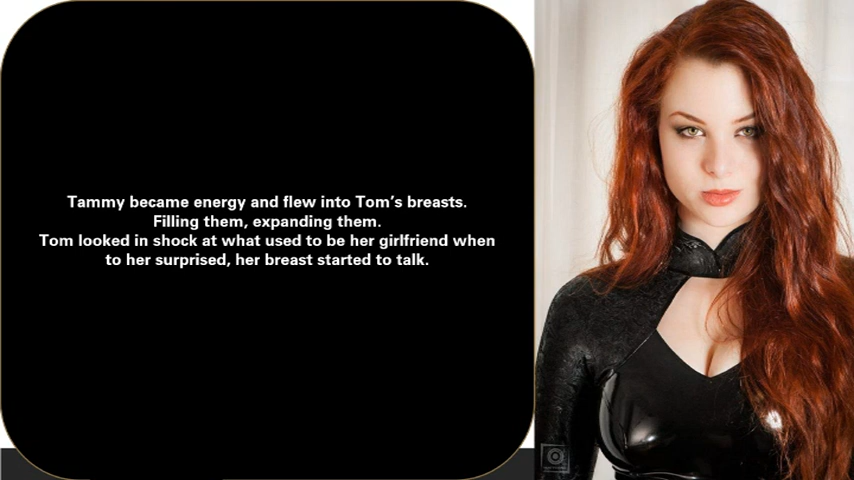 Tammy became energy and flew into Tom’s breasts.
Filling them, expanding them.
Tom looked in shock at what used to be her girlfriend when
to her surprised, her breast started to talk.